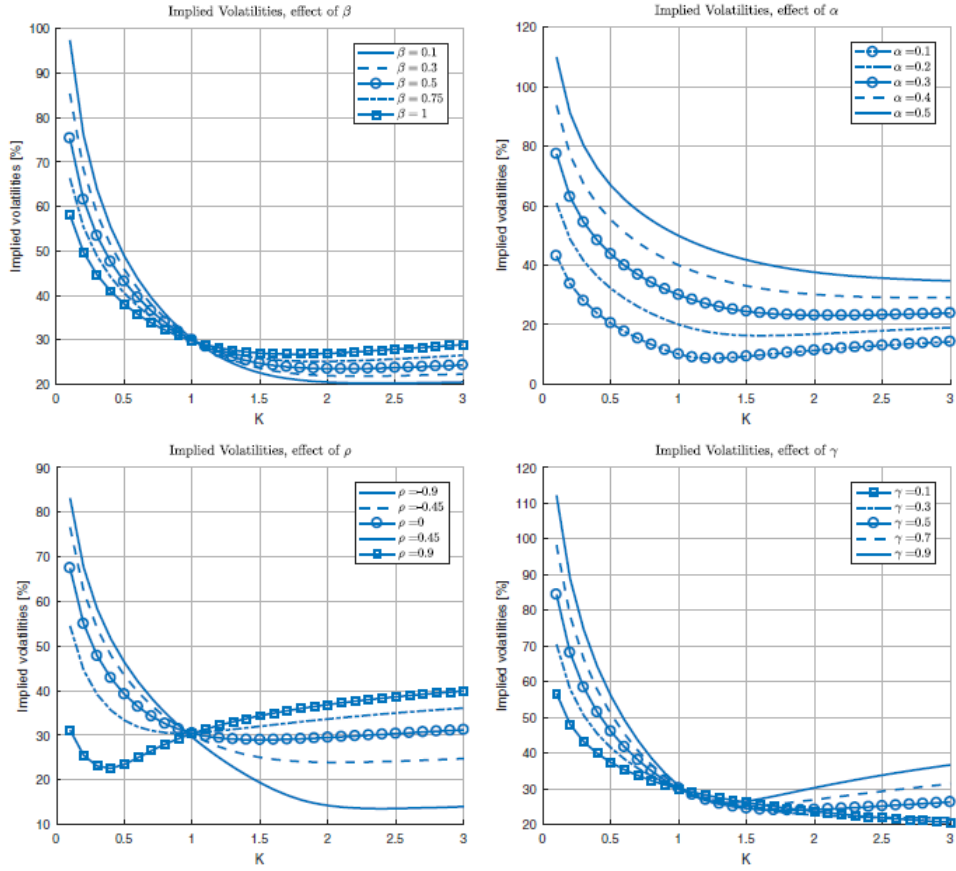 Implied Volatilities, effect of β
Implied volatilities [%]
100
90
80
70
60
50
40
30
20
0
0.5
1
1.5
2
2.5
3
K
β = 0.1
β = 0.3
β = 0.5
β = 0.75
β = 1
Implied Volatilities, effect of α
Implied volatilities [%]
120
100
80
60
40
20
0
0
0.5
1
1.5
2
2.5
3
K
α =0.1
α =0.2
α =0.3
α =0.4
α =0.5
Implied Volatilities, effect of ρ
Implied volatilities [%]
90
80
70
60
50
40
30
20
10
0
0.5
1
1.5
2
2.5
3
K
ρ =-0.9
ρ =-0.45
ρ =0
ρ =0.45
ρ =0.9
Implied Volatilities, effect of γ
Implied volatilities [%]
120
110
100
90
80
70
60
50
40
30
20
0
0.5
1
1.5
2
2.5
3
K
γ =0.1
γ =0.3
γ =0.5
γ =0.7
γ =0.9